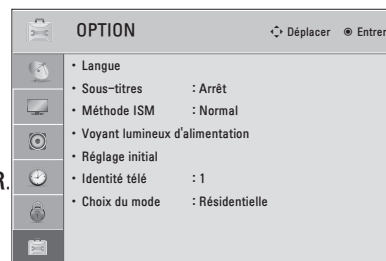 OPTION Déplacer Entrer
• Langue
• Sous-titres : Arrêt
• Méthode ISM : Normal
• Voyant lumineux d'alimentation
• Réglage initial
R.
• Identité télé : 1
• Choix du mode : Résidentielle